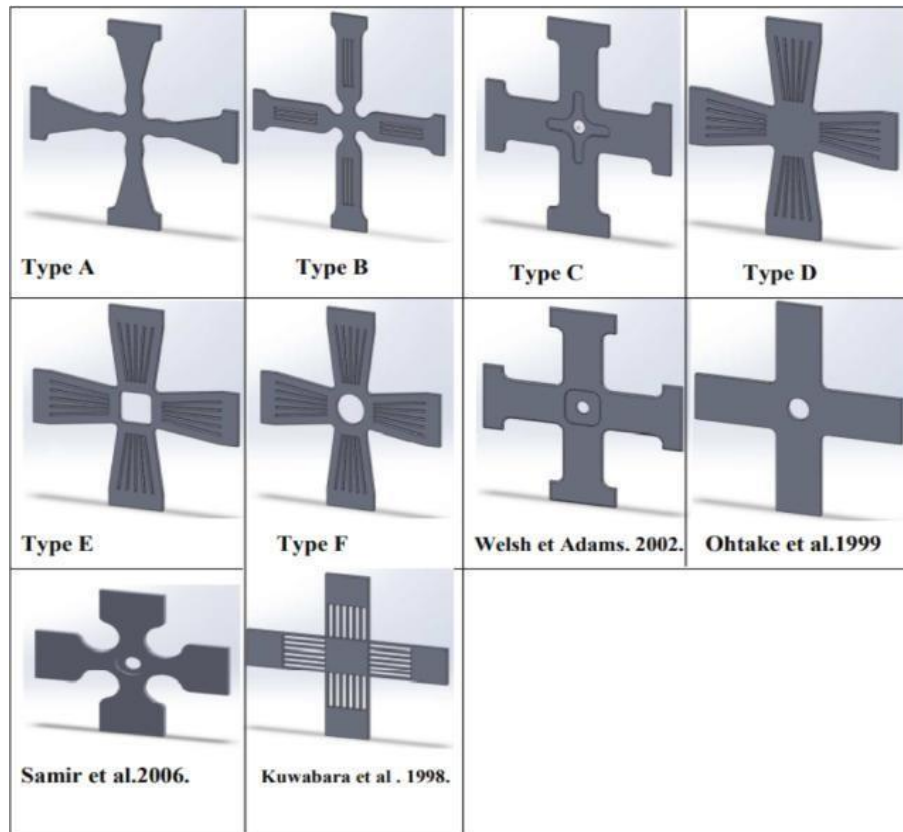 Type A
Type B
Type C
Type D
Type E
Type F
Welsh et Adams. 2002.
Ohtake et al.1999
Samir et al.2006.
Kuwabara et al . 1998.